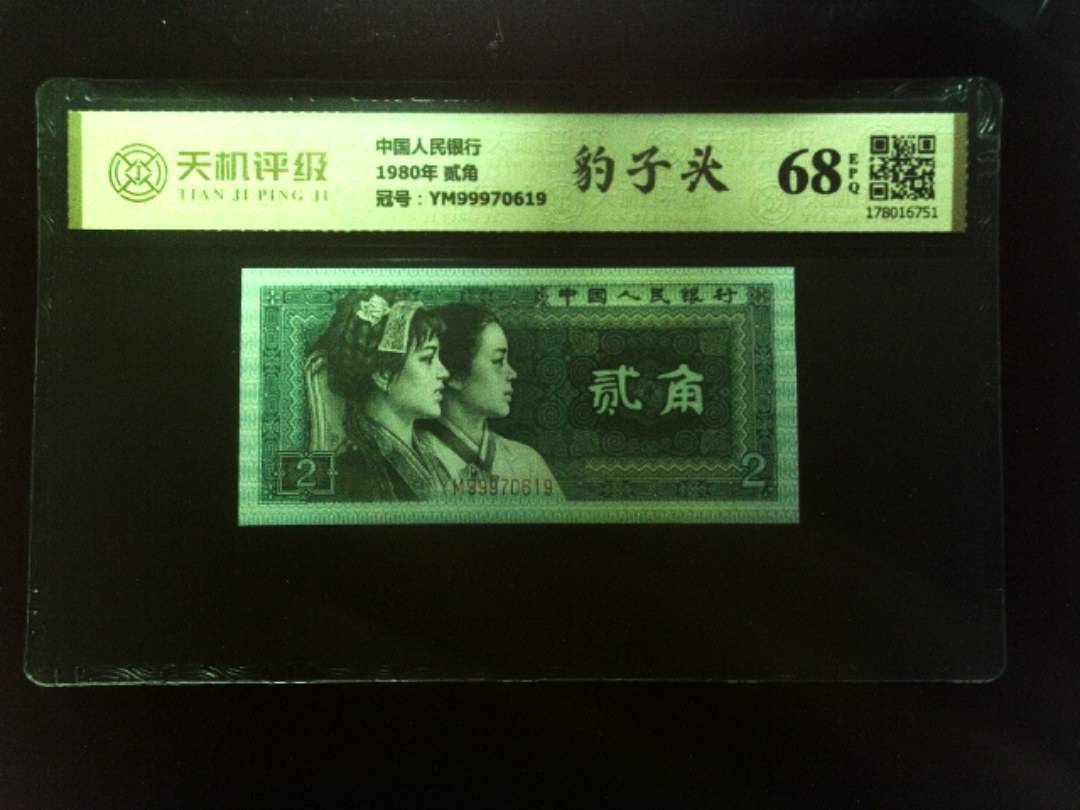 天机评级
TIAN JI PING JI
中国人民银行
1980年 贰角
冠号：YM99970619
豹子头
68
EPQ
178016751
中国人民银行
贰角
2
2
YM99970619